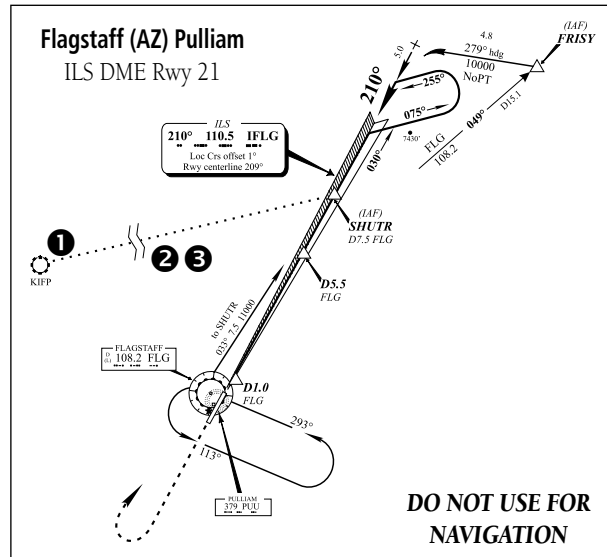 Flagstaff (AZ) Pulliam
ILS DME Rwy 21
4.8
279° hdg
10000
NoPT
(IAF)
FRISY
5.0
210°
255°
075°
D15.1
049°
FLG
108.2
7430'
030°
ILS
210° 110.5 IFLG
Loc Crs offset 1°
Rwy centerline 209°
(IAF)
SHUTR
D7.5 FLG
1
2 3
KIFP
D5.5
FLG
to SHUTR
033° 7.5 11000
FLAGSTAFF
D
(L) 108.2 FLG
D1.0
FLG
293°
113°
PULLIAM
379 PUU
DO NOT USE FOR
NAVIGATION